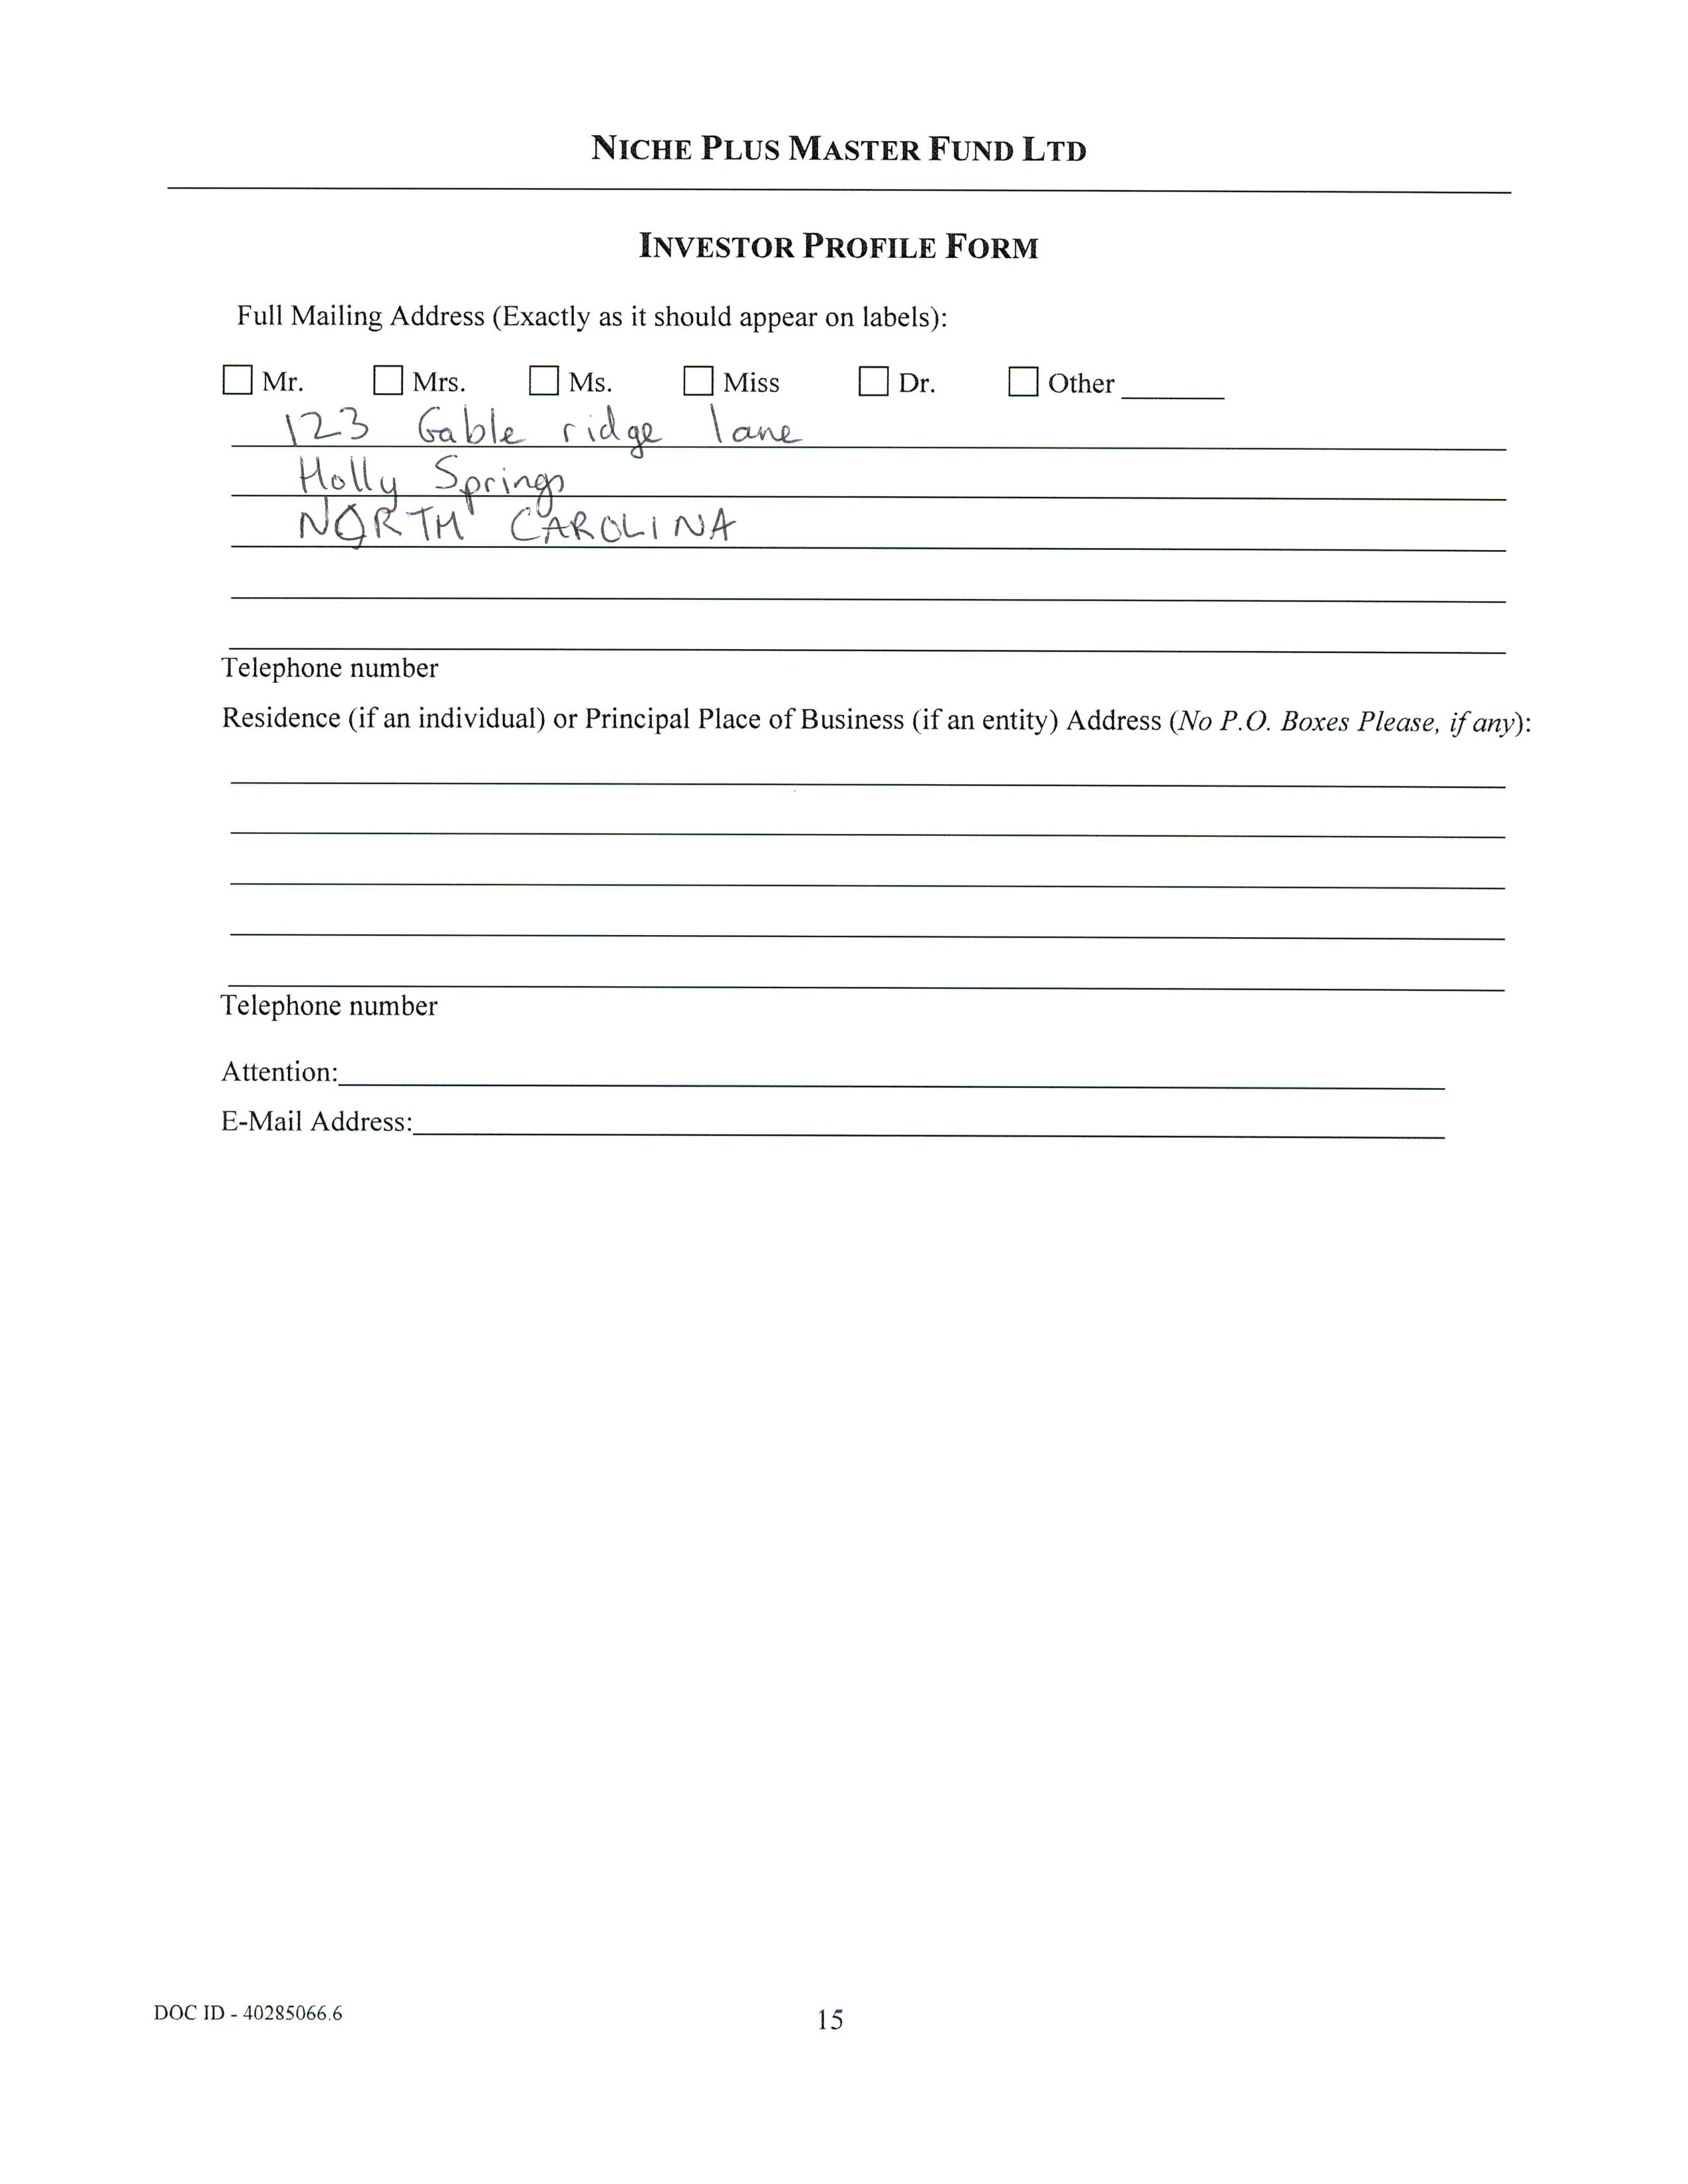 NICHE PLUS MASTER FUND LTD
INVESTOR PROFILE FORM
Full Mailing Address (Exactly as it should appear on labels):
Mr. Mrs. Ms. Miss Dr. Other
123 Gable ridge lane
Holly Springs
NORTH CAROLINA
Telephone number
Residence (if an individual) or Principal Place of Business (if an entity) Address (No P.O. Boxes Please, if any):
Telephone number
Attention:
E-Mail Address:
DOC ID - 40285066.6
15